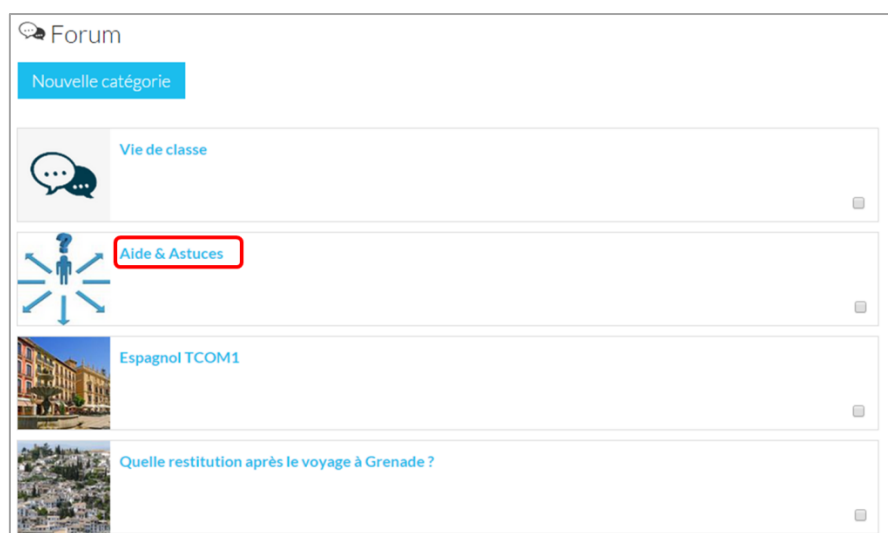 Forum
Nouvelle catégorie
Vie de classe
?
Aide & Astuces
Espagnol TCOM1
Quelle restitution après le voyage à Grenade ?